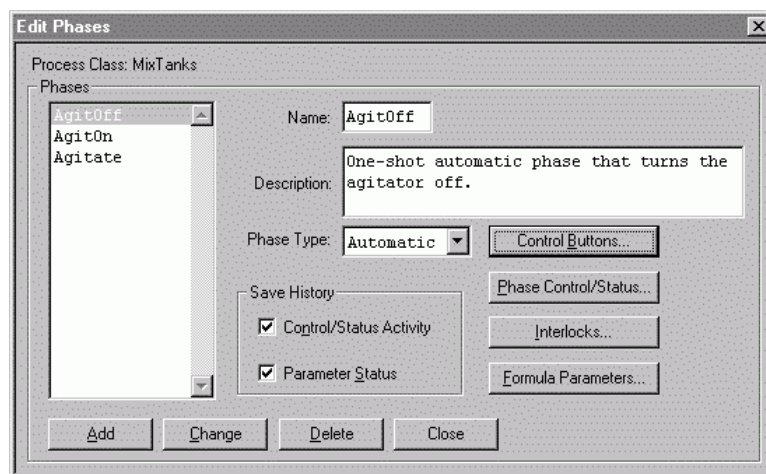 Edit Phases
Process Class: MixTanks
Phases
AgitOff
AgitOn
Agitate
Name: AgitOff
Description: One-shot automatic phase that turns the
agitator off.
Phase Type: Automatic
Control Buttons...
Save History
Control/Status Activity
Parameter Status
Phase Control/Status...
Interlocks...
Formula Parameters...
Add Change Delete Close